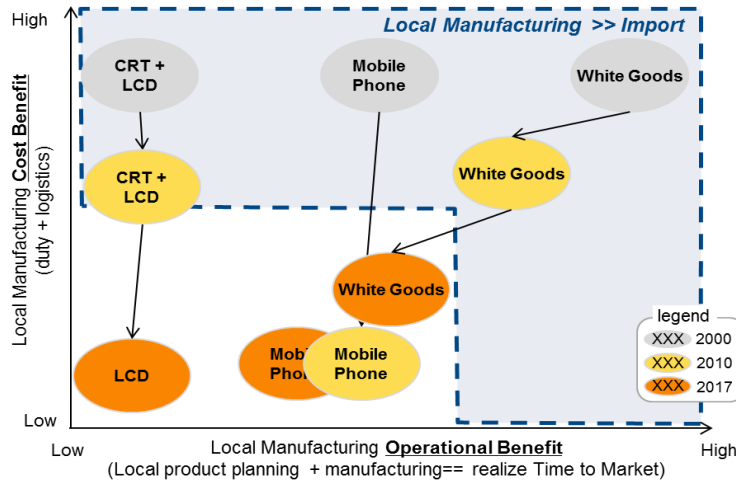 High
Local Manufacturing >> Import
CRT +
LCD
Mobile
Phone
White Goods
CRT +
LCD
White Goods
White Goods
LCD
Mobile
Phone
Mobile
Phone
legend
XXX 2000
XXX 2010
XXX 2017
Local Manufacturing Cost Benefit
(duty + logistics)
Low
Low
Local Manufacturing Operational Benefit
High
(Local product planning + manufacturing== realize Time to Market)